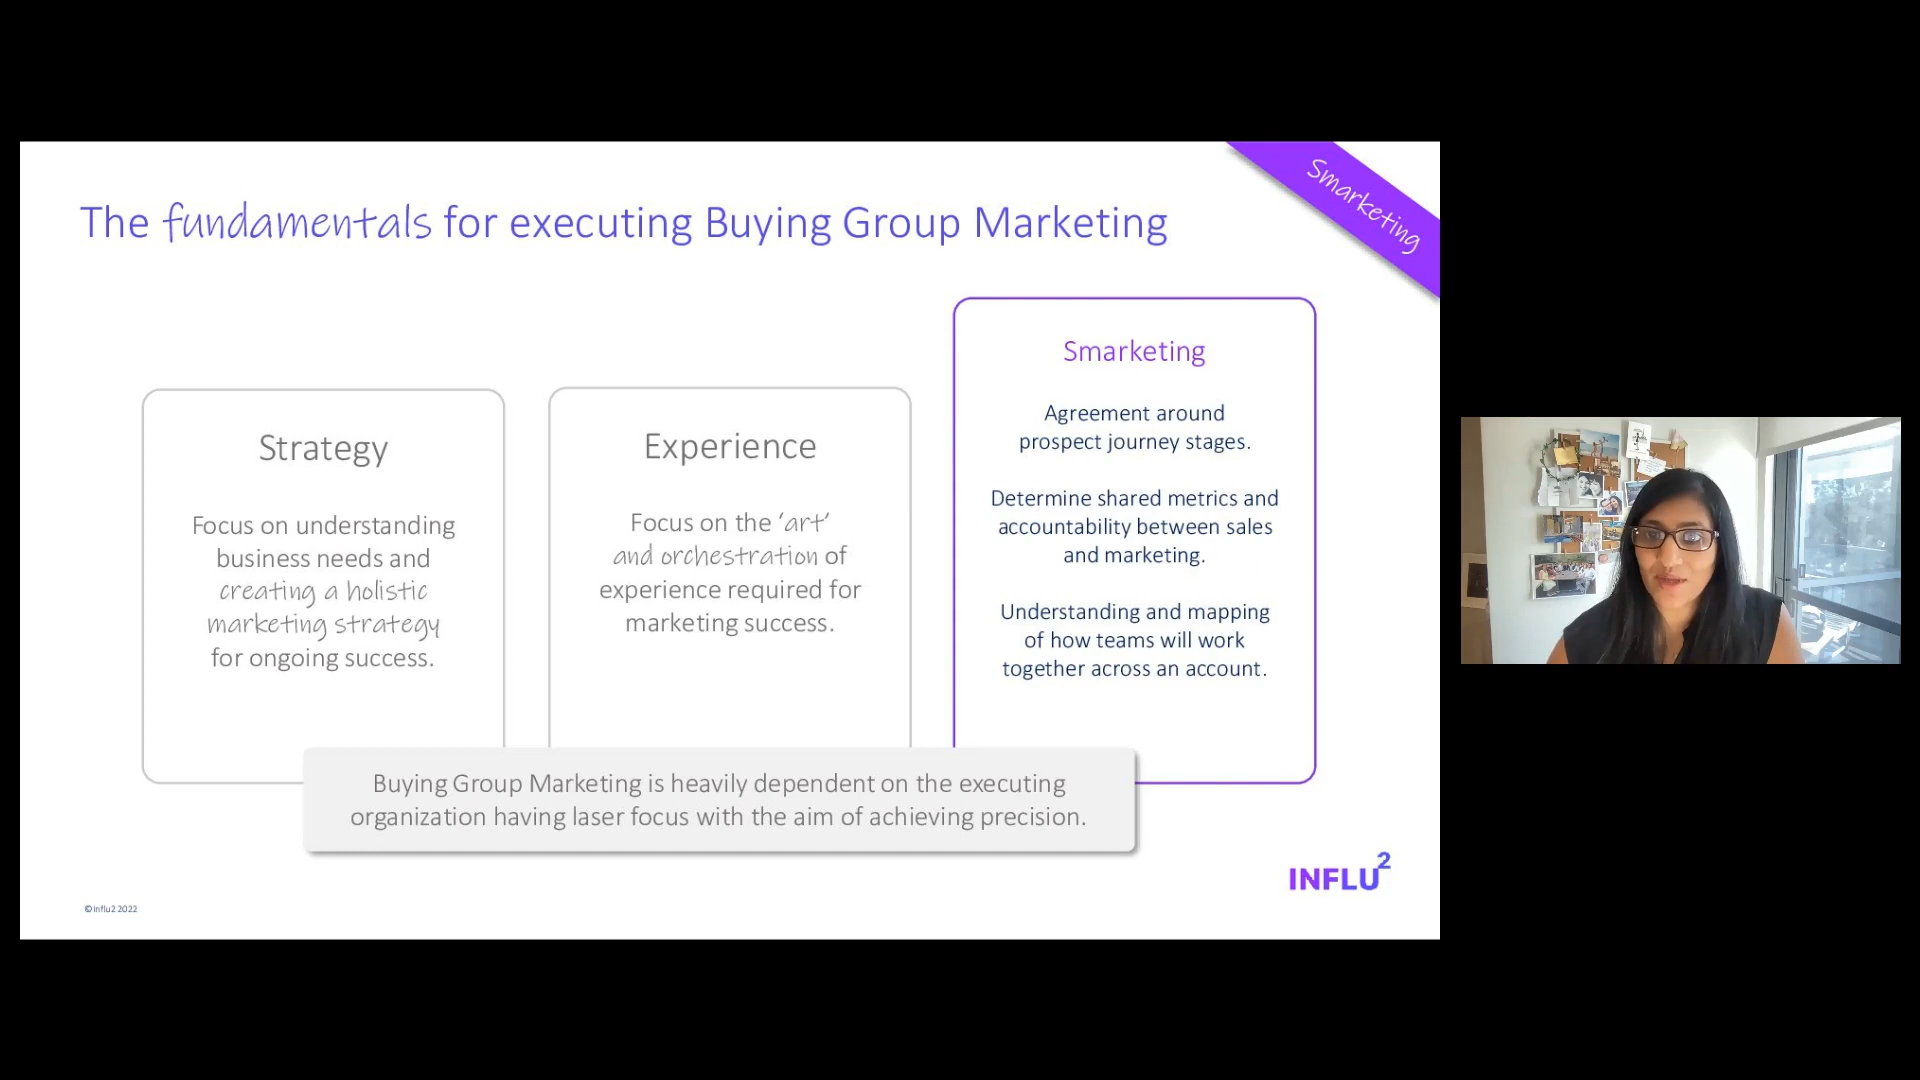 The fundamentals for executing Buying Group Marketing
Smarketing
Strategy
Focus on understanding
business needs and
creating a holistic
marketing strategy
for ongoing success.
Experience
Focus on the ‘art’
and orchestration of
experience required for
marketing success.
Smarketing
Agreement around
prospect journey stages.
Determine shared metrics and
accountability between sales
and marketing.
Understanding and mapping
of how teams will work
together across an account.
Buying Group Marketing is heavily dependent on the executing
organization having laser focus with the aim of achieving precision.
INFLU2
©Influ2 2022